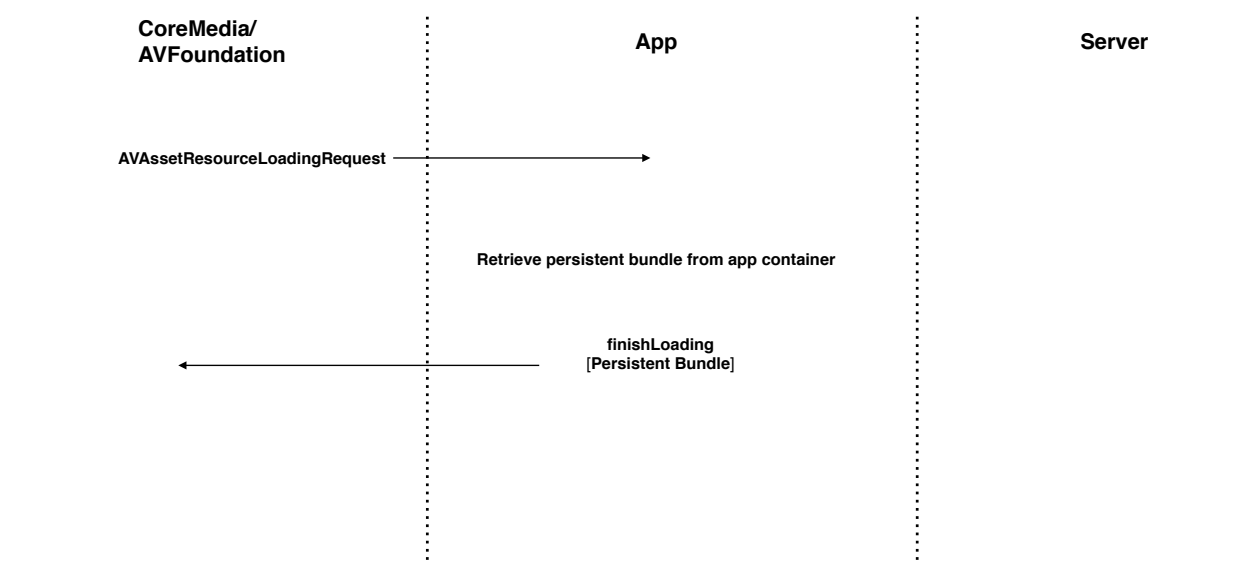 CoreMedia/
AVFoundation
App
Server
AVAssetResourceLoadingRequest
Retrieve persistent bundle from app container
finishLoading
[Persistent Bundle]